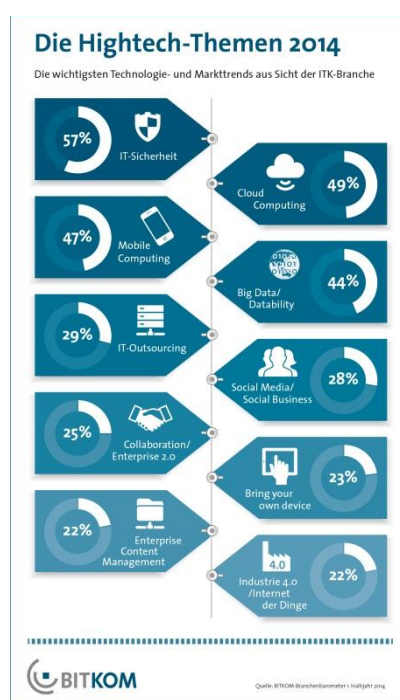 Die Hightech-Themen 2014
Die wichtigsten Technologie- und Markttrends aus Sicht der ITK-Branche
57%
IT-Sicherheit
Cloud
Computing
49%
47%
Mobile
Computing
Big Data/
Datability
44%
29%
IT-Outsourcing
Social Media/
Social Business
28%
25%
Collaboration/
Enterprise 2.0
Bring your
own device
23%
22%
Enterprise
Content
Management
4.0
Industrie 4.0
/Internet
der Dinge
22%
BITKOM
Quelle: BITKOM-Branchenbarometer 1. Halbjahr 2014